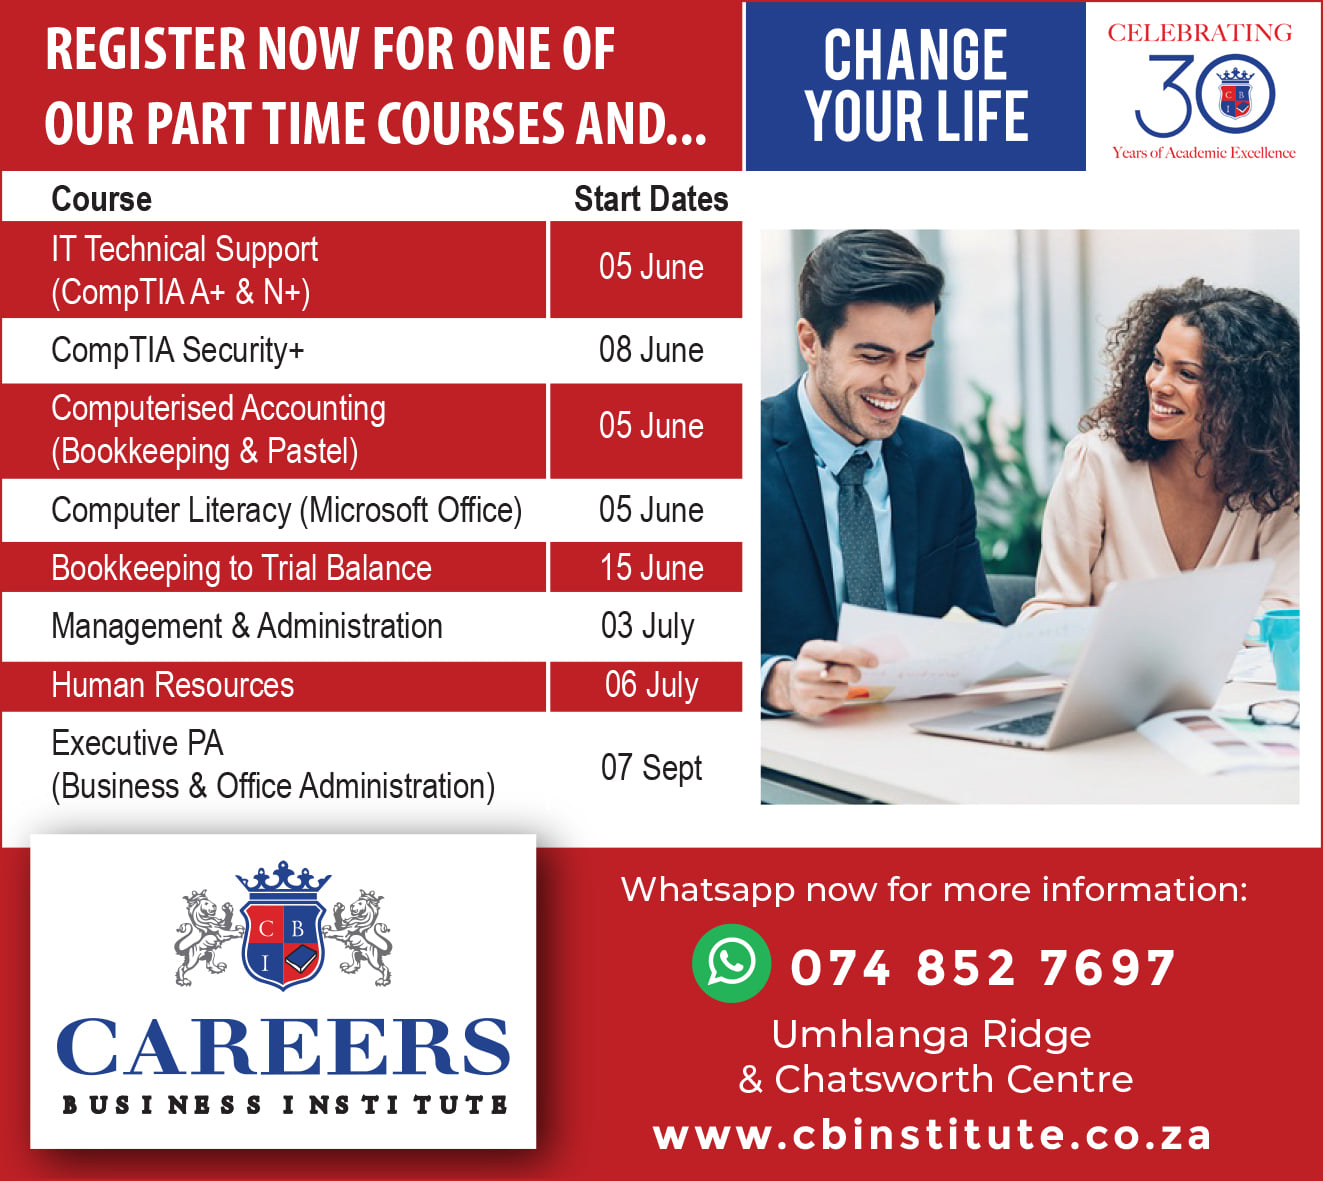 REGISTER NOW FOR ONE OF
OUR PART TIME COURSES AND...
CHANGE
YOUR LIFE
CELEBRATING
30
C B
I
Years of Academic Excellence
Course Start Dates
IT Technical Support
(CompTIA A+ & N+)
05 June
CompTIA Security+ 08 June
Computerised Accounting
(Bookkeeping & Pastel)
05 June
Computer Literacy (Microsoft Office) 05 June
Bookkeeping to Trial Balance 15 June
Management & Administration 03 July
Human Resources 06 July
Executive PA
(Business & Office Administration)
07 Sept
C B
I
CAREERS
BUSINESS INSTITUTE
Whatsapp now for more information:
074 852 7697
Umhlanga Ridge
& Chatsworth Centre
www.cbinstitute.co.za